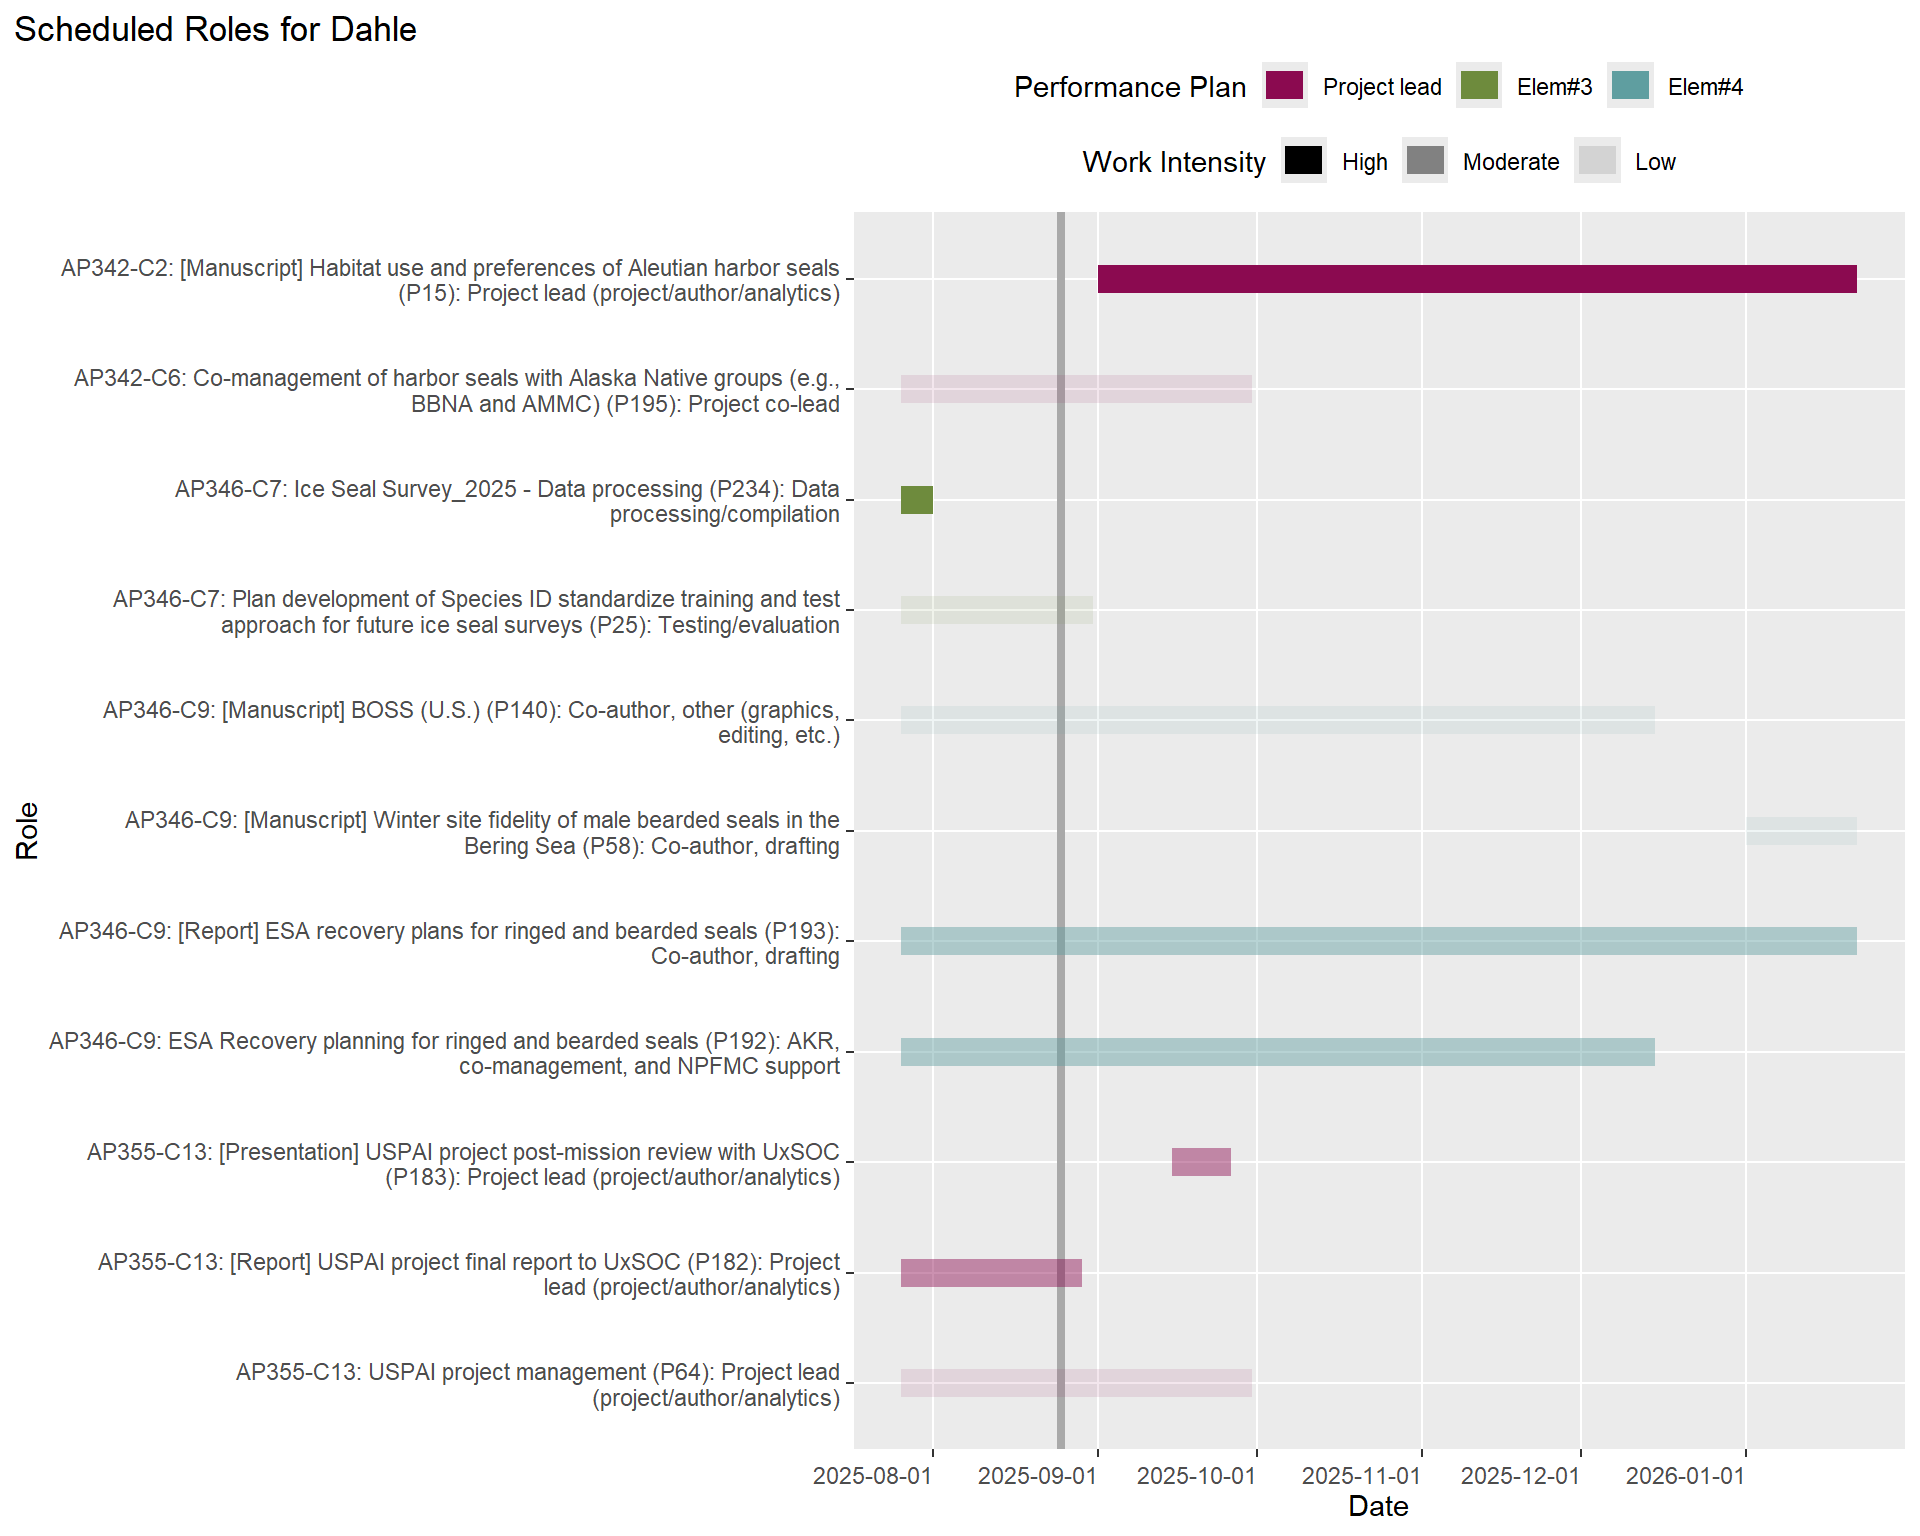 Scheduled Roles for Dahle
Performance Plan Project lead Elem#3 Elem#4
Work Intensity High Moderate Low
AP342-C2: [Manuscript] Habitat use and preferences of Aleutian harbor seals
(P15): Project lead (project/author/analytics)
AP342-C6: Co-management of harbor seals with Alaska Native groups (e.g.,
BBNA and AMMC) (P195): Project co-lead
AP346-C7: Ice Seal Survey_2025 - Data processing (P234): Data
processing/compilation
AP346-C7: Plan development of Species ID standardize training and test
approach for future ice seal surveys (P25): Testing/evaluation
AP346-C9: [Manuscript] BOSS (U.S.) (P140): Co-author, other (graphics,
editing, etc.)
AP346-C9: [Manuscript] Winter site fidelity of male bearded seals in the
Bering Sea (P58): Co-author, drafting
AP346-C9: [Report] ESA recovery plans for ringed and bearded seals (P193):
Co-author, drafting
AP346-C9: ESA Recovery planning for ringed and bearded seals (P192): AKR,
co-management, and NPFMC support
AP355-C13: [Presentation] USPAI project post-mission review with UxSOC
(P183): Project lead (project/author/analytics)
AP355-C13: [Report] USPAI project final report to UxSOC (P182): Project
lead (project/author/analytics)
AP355-C13: USPAI project management (P64): Project lead
(project/author/analytics)
Role
2025-08-01 2025-09-01 2025-10-01 2025-11-01 2025-12-01 2026-01-01
Date